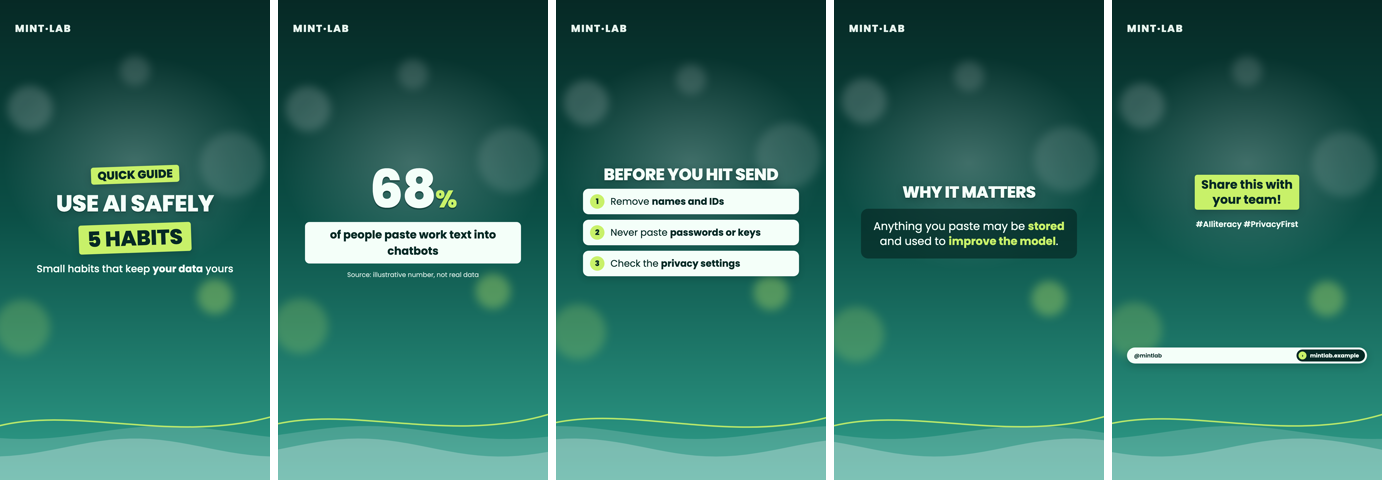 MINT·LAB
QUICK GUIDE
USE AI SAFELY
5 HABITS
Small habits that keep your data yours
MINT·LAB
68%
of people paste work text into
chatbots
Source: illustrative number, not real data
MINT·LAB
BEFORE YOU HIT SEND
1 Remove names and IDs
2 Never paste passwords or keys
3 Check the privacy settings
MINT·LAB
WHY IT MATTERS
Anything you paste may be stored
and used to improve the model.
MINT·LAB
Share this with
your team!
#AIliteracy #PrivacyFirst
@mintlab
mintlab.example